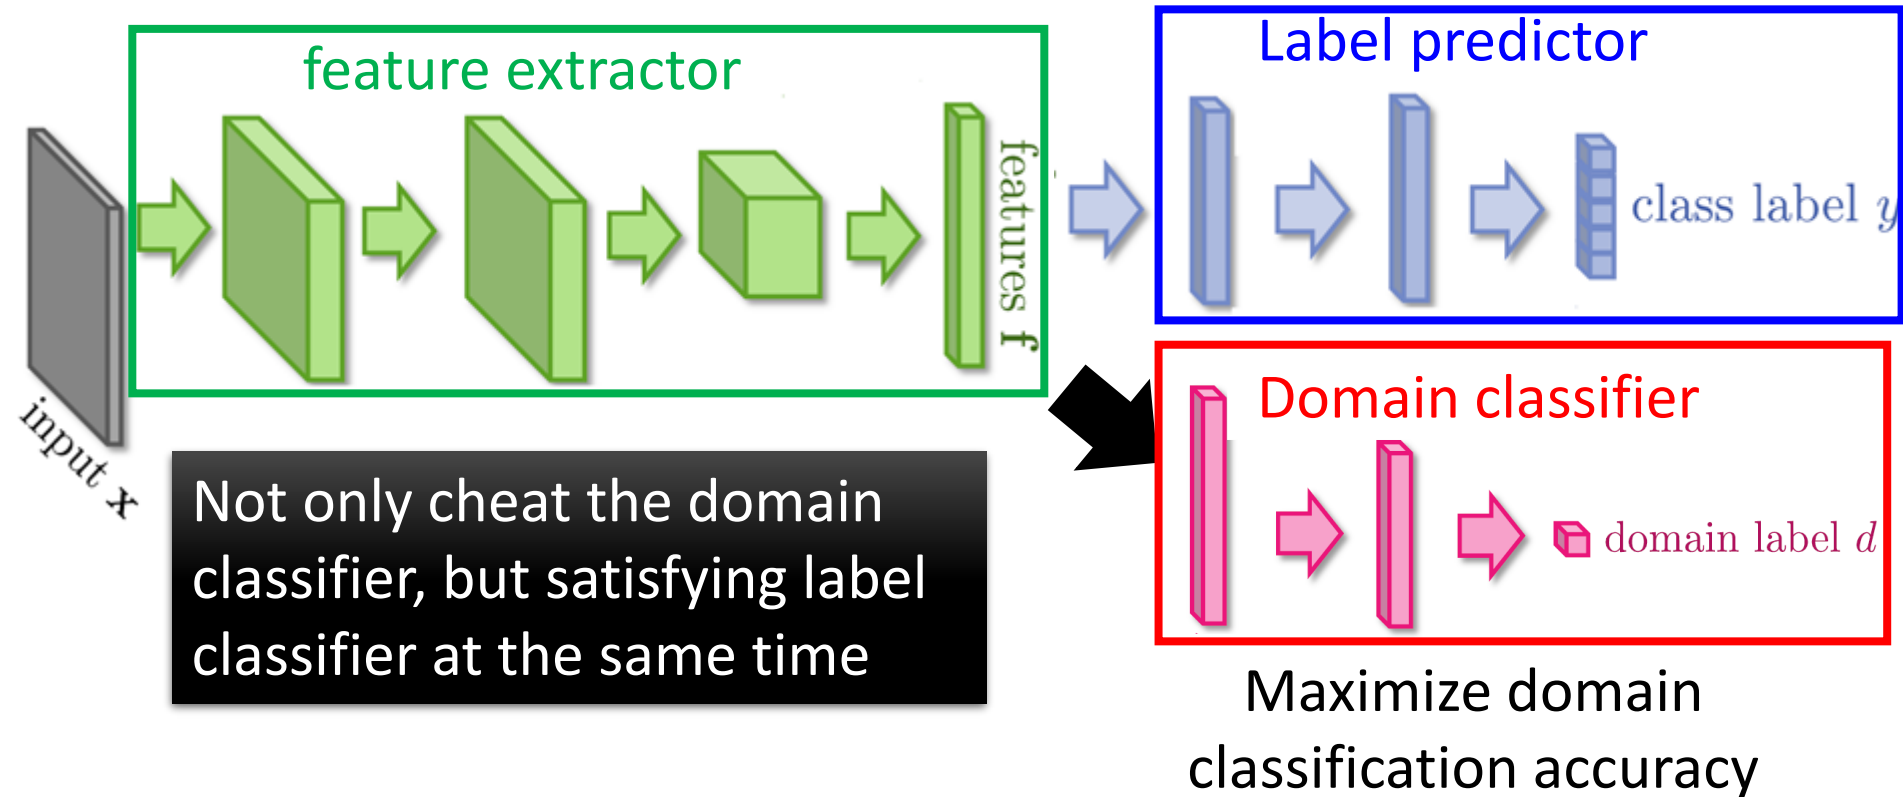 feature extractor
Label predictor
features f
class label y
input x
Domain classifier
domain label d
Not only cheat the domain
classifier, but satisfying label
classifier at the same time
Maximize domain
classification accuracy